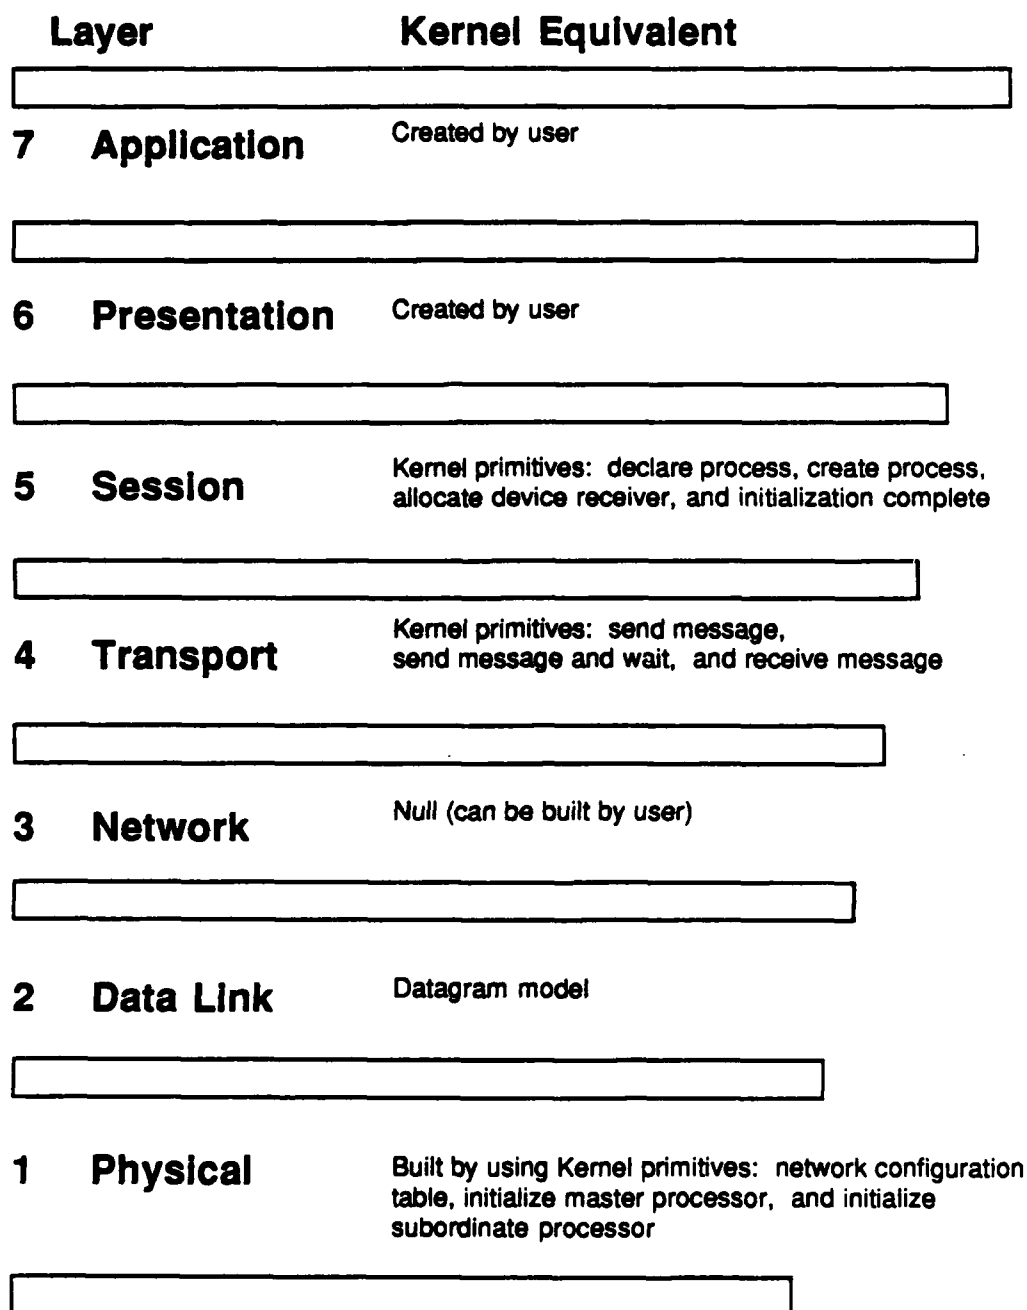 Layer Kernel Equivalent
7 Application Created by user
6 Presentation Created by user
5 Session Kernel primitives: declare process, create process,
allocate device receiver, and initialization complete
4 Transport Kernel primitives: send message,
send message and wait, and receive message
3 Network Null (can be built by user)
2 Data Link Datagram model
1 Physical Built by using Kernel primitives: network configuration
table, initialize master processor, and initialize
subordinate processor